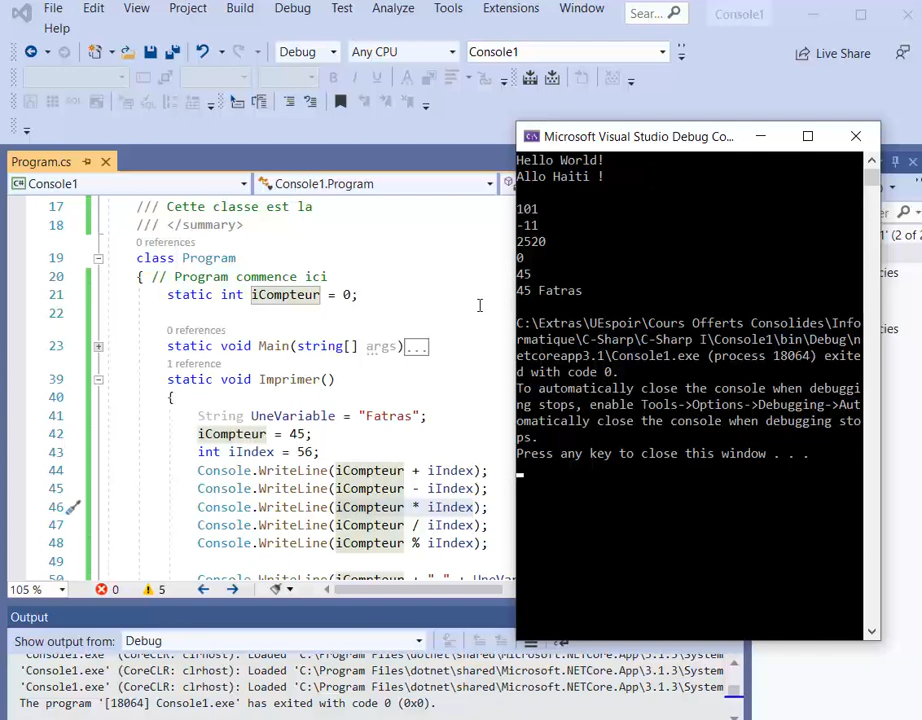 File Edit View Project Build Debug Test Analyze Tools Extensions Window Sear... Console1
Help
Debug Any CPU Console1 Live Share
Program.cs
Console1 Console1.Program
17 /// Cette classe est la
18 /// </summary>
0 references
19 class Program
20 { // Program commence ici
21 static int iCompteur = 0;
22
0 references
23 static void Main(string[] args)...
1 reference
39 static void Imprimer()
40 {
41 String UneVariable = "Fatras";
42 iCompteur = 45;
43 int iIndex = 56;
44 Console.WriteLine(iCompteur + iIndex);
45 Console.WriteLine(iCompteur - iIndex);
46 Console.WriteLine(iCompteur * iIndex);
47 Console.WriteLine(iCompteur / iIndex);
48 Console.WriteLine(iCompteur % iIndex);
49
50 Console.WriteLine(iCompteur + " " + UneVa
105 % 0 5
Microsoft Visual Studio Debug Co...
Hello World!
Allo Haiti !
101
-11
2520
0
45
45 Fatras
C:\Extras\UEspoir\Cours Offerts Consolides\Info
rmatique\C-Sharp\C-Sharp I\Console1\bin\Debug\n
etcoreapp3.1\Console1.exe (process 18064) exite
d with code 0.
To automatically close the console when debuggi
ng stops, enable Tools->Options->Debugging->Aut
omatically close the console when debugging sto
ps.
Press any key to close this window . . .
1' (2 of 2
cies
cies
Output
Show output from: Debug
'Console1.exe' (CoreCLR: clrhost): Loaded 'C:\Program Files\dotnet\shared\Microsoft.NETCore.App\3.1.3\System
'Console1.exe' (CoreCLR: clrhost): Loaded 'C:\Program Files\dotnet\shared\Microsoft.NETCore.App\3.1.3\System
'Console1.exe' (CoreCLR: clrhost): Loaded 'C:\Program Files\dotnet\shared\Microsoft.NETCore.App\3.1.3\System
The program '[18064] Console1.exe' has exited with code 0 (0x0).